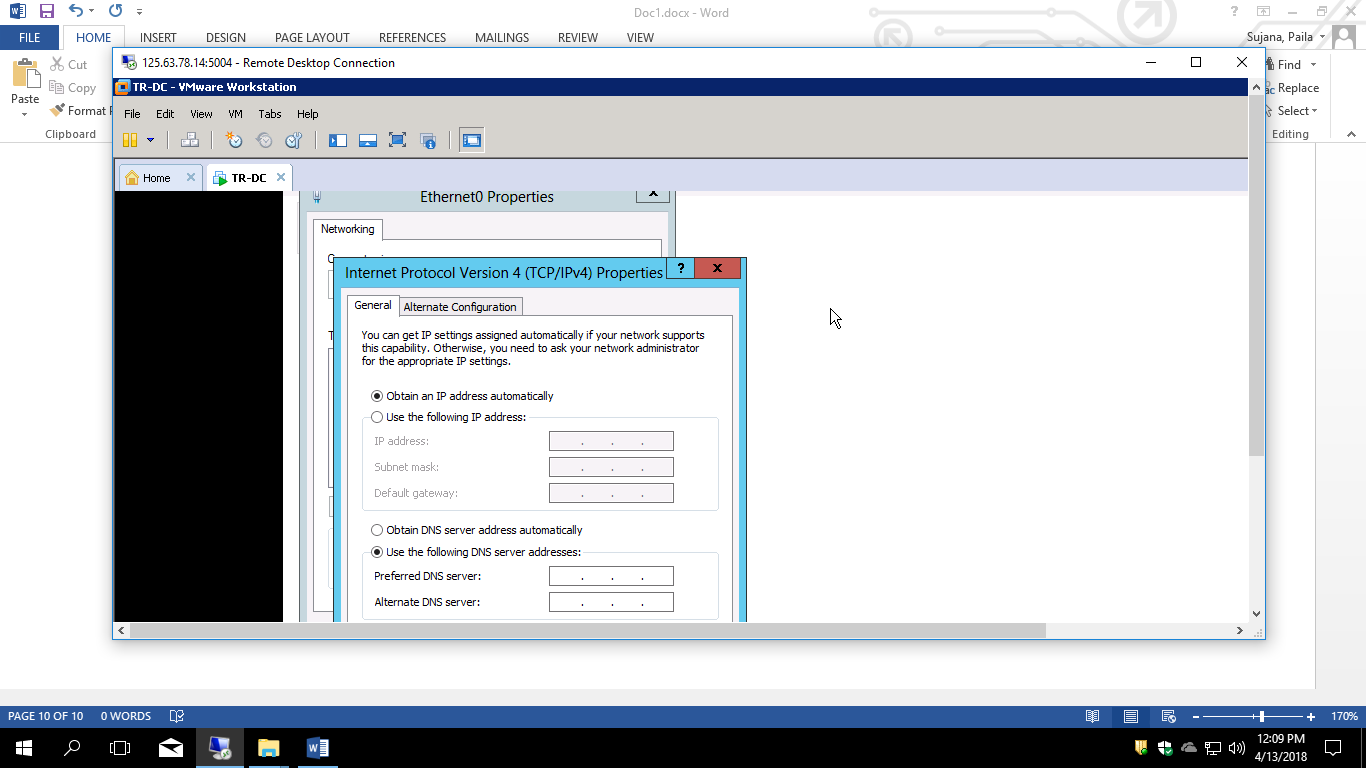 Doc1.docx - Word
FILE HOME INSERT DESIGN PAGE LAYOUT REFERENCES MAILINGS REVIEW VIEW Sujana, Paila
Paste
Cut
Copy
Format
Clipboard
Find
Replace
Select
Editing
125.63.78.14:5004 - Remote Desktop Connection
TR-DC - VMware Workstation
File Edit View VM Tabs Help
Home TR-DC
Ethernet0 Properties
Networking
Internet Protocol Version 4 (TCP/IPv4) Properties
General Alternate Configuration
You can get IP settings assigned automatically if your network supports
this capability. Otherwise, you need to ask your network administrator
for the appropriate IP settings.
Obtain an IP address automatically
Use the following IP address:
IP address:
Subnet mask:
Default gateway:
Obtain DNS server address automatically
Use the following DNS server addresses:
Preferred DNS server:
Alternate DNS server:
PAGE 10 OF 10 0 WORDS 170%
12:09 PM
4/13/2018